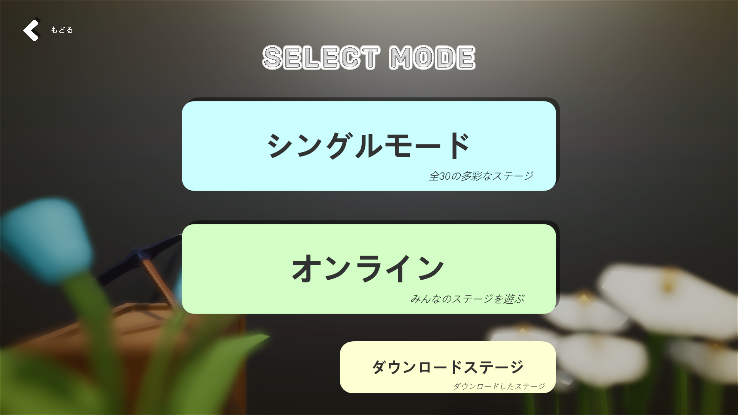 もどる
SELECT MODE
シングルモード
全30の多彩なステージ
オンライン
みんなのステージを遊ぶ
ダウンロードステージ
ダウンロードしたステージ